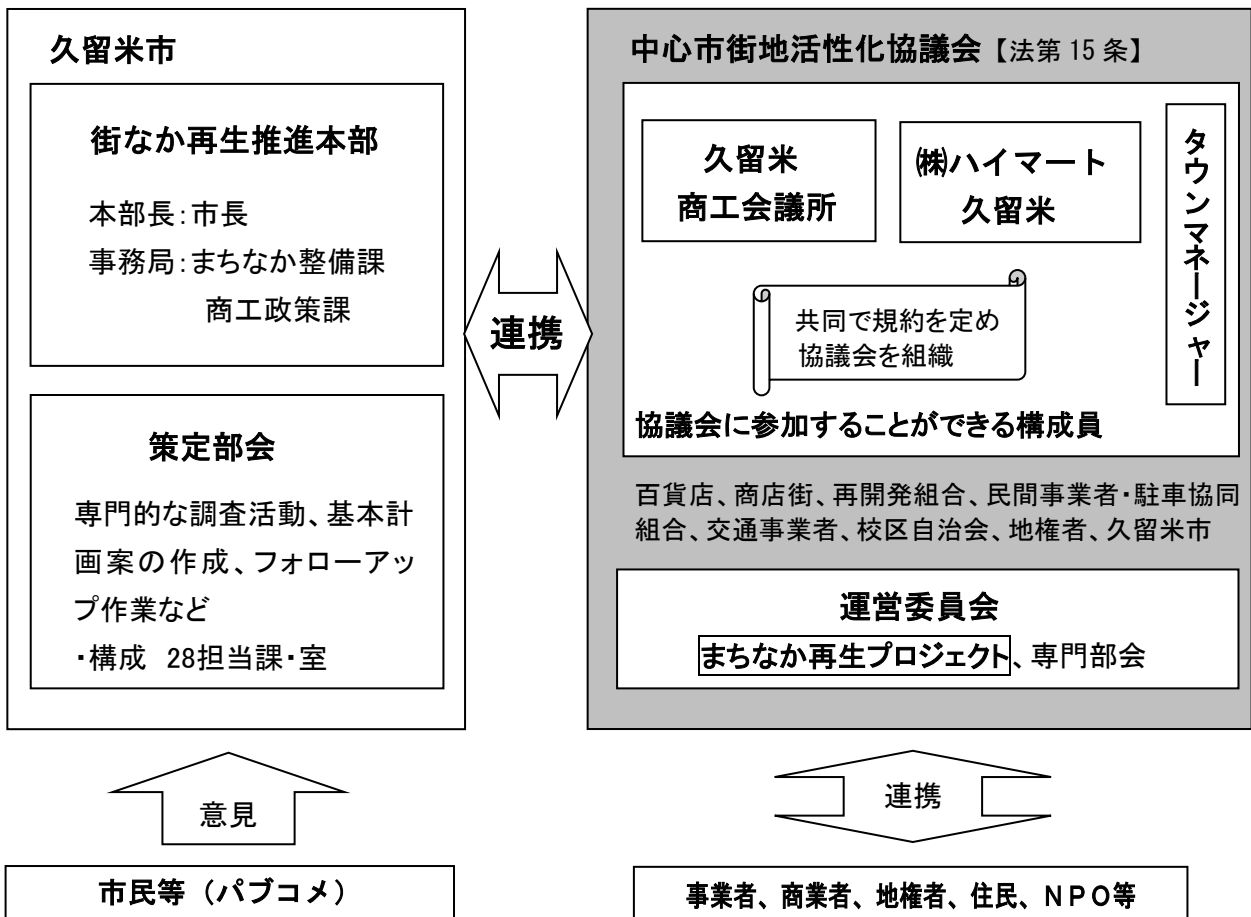 久留米市
街なか再生推進本部
本部長：市長
事務局：まちなか整備課
商工政策課
策定部会
専門的な調査活動、基本計
画案の作成、フォローアッ
プ作業など
・構成　28担当課・室
連携
中心市街地活性化協議会【法第15条】
久留米
商工会議所
㈱ハイマート
久留米
タウンマネージャー
共同で規約を定め
協議会を組織
協議会に参加することができる構成員
百貨店、商店街、再開発組合、民間事業者・駐車協同
組合、交通事業者、校区自治会、地権者、久留米市
運営委員会
まちなか再生プロジェクト、専門部会
意見
市民等（パブコメ）
連携
事業者、商業者、地権者、住民、ＮＰＯ等